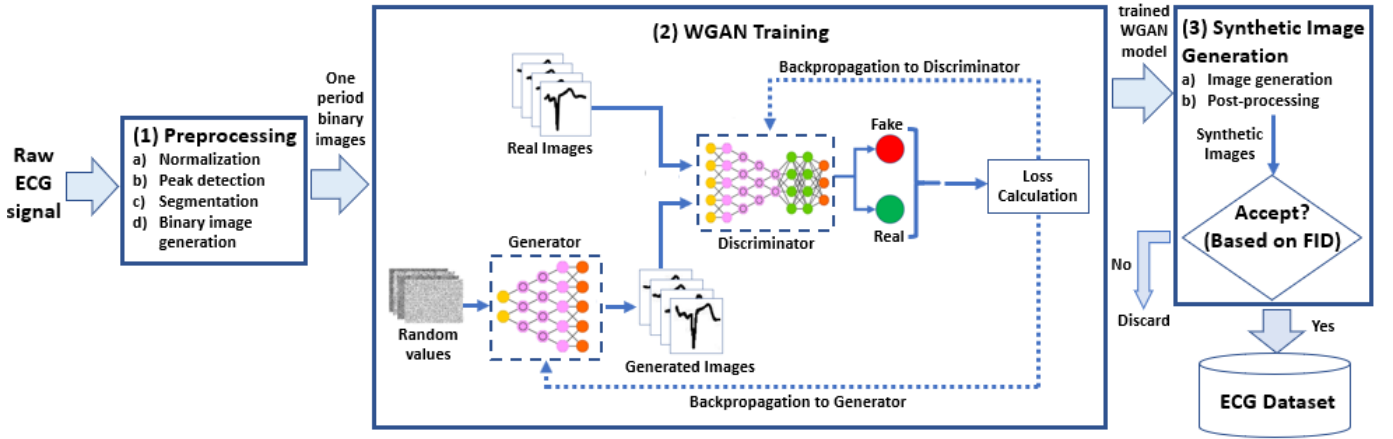 Raw
ECG
signal
(1) Preprocessing
a) Normalization
b) Peak detection
c) Segmentation
d) Binary image
generation
One
period
binary
images
(2) WGAN Training
Real Images
Backpropagation to Discriminator
Discriminator
Fake
Real
Loss
Calculation
Generator
Random
values
Generated Images
Backpropagation to Generator
trained
WGAN
model
(3) Synthetic Image
Generation
a) Image generation
b) Post-processing
Synthetic
Images
Accept?
(Based on FID)
No
Discard
Yes
ECG Dataset